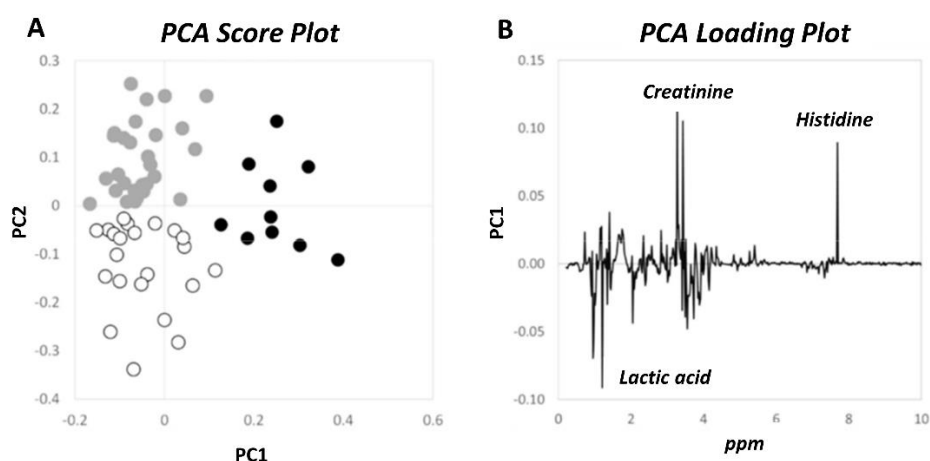 A
PCA Score Plot
0.3
0.2
0.1
0
-0.1
-0.2
-0.3
-0.4
-0.2
0
0.2
0.4
0.6
PC2
PC1
B
PCA Loading Plot
0.15
0.10
0.05
0.00
-0.05
-0.10
Creatinine
Histidine
Lactic acid
0
2
4
6
8
10
PC1
ppm